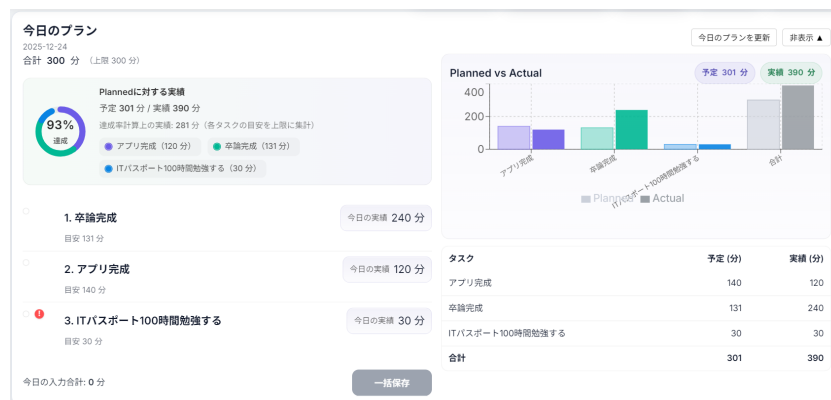 今日のプラン
2025-12-24
合計 300 分 (上限 300 分)
今日のプランを更新
非表示 ▲
Plannedに対する実績
予定 301 分 / 実績 390 分
達成率計算上の実績: 281 分（各タスクの目安を上限に集計）
93%
達成
アプリ完成（120 分）
卒論完成（131 分）
ITパスポート100時間勉強する（30 分）
1. 卒論完成
目安 131 分
今日の実績 240 分
2. アプリ完成
目安 140 分
今日の実績 120 分
!
3. ITパスポート100時間勉強する
目安 30 分
今日の実績 30 分
今日の入力合計: 0 分
一括保存
Planned vs Actual
予定 301 分
実績 390 分
400
200
0
アプリ完成
卒論完成
ITパスポート100時間勉強する
合計
Planned
Actual
タスク 予定 (分) 実績 (分)
アプリ完成 140 120
卒論完成 131 240
ITパスポート100時間勉強する 30 30
合計 301 390